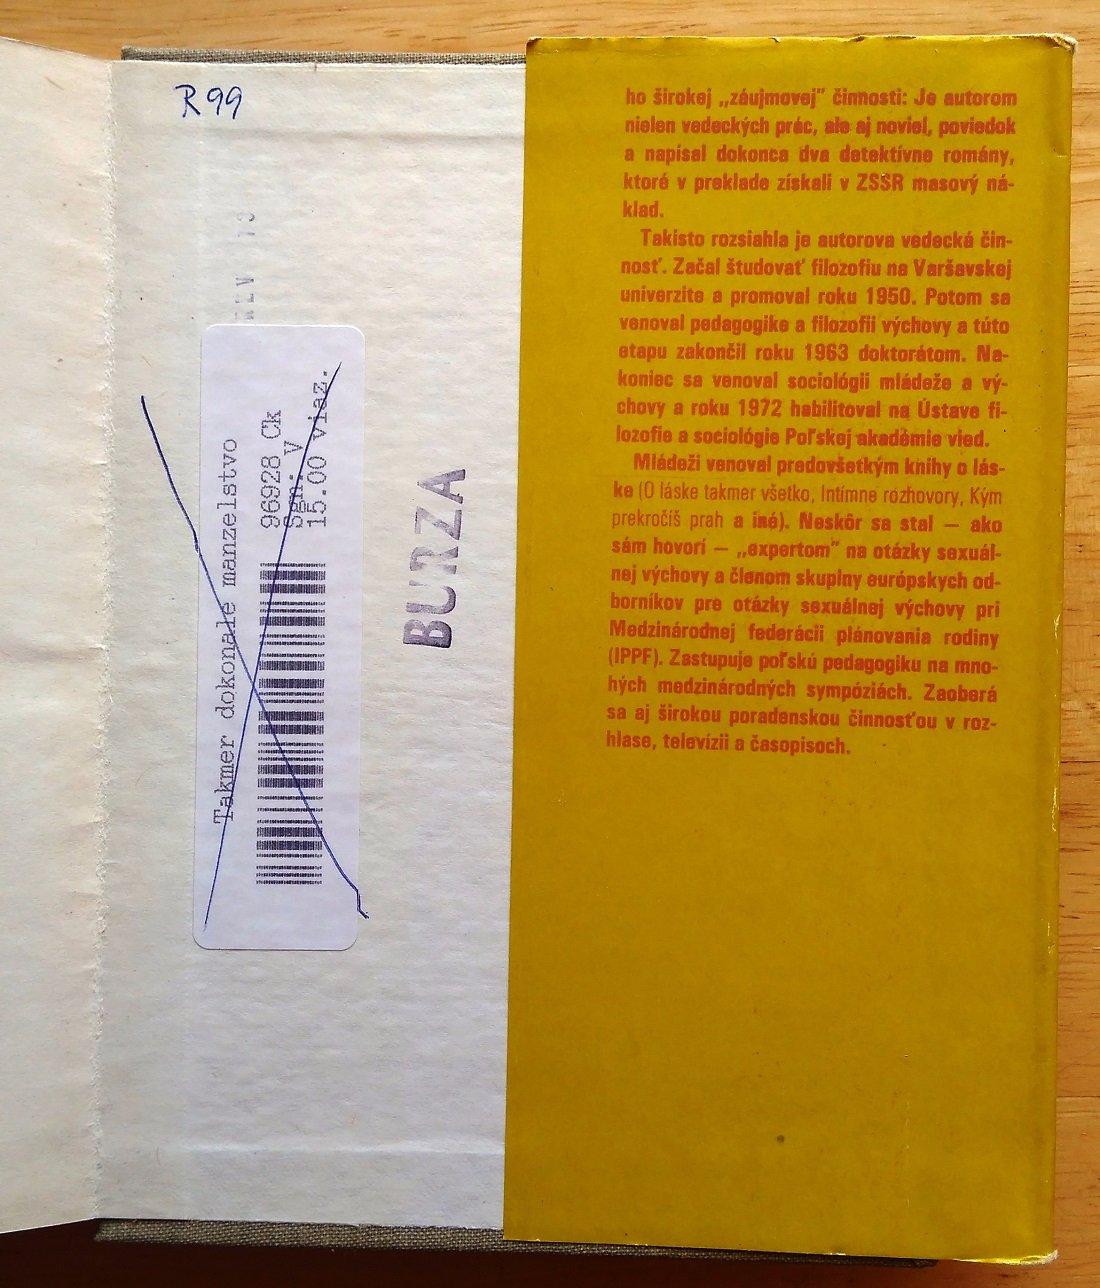 R 99
Takmer dokonale manzelstvo
96928 Ck
Sgn: V
15.00 viaz.
BURZA
ho širokej „záujmovej" činnosti: Je autorom
nielen vedeckých prác, ale aj noviel, poviedok
a napísal dokonca dva detektívne romány,
ktoré v preklade získali v ZSSR masový ná-
klad.
Takisto rozsiahla je autorova vedecká čin-
nosť. Začal študovať filozofiu na Varšavskej
univerzite a promoval roku 1950. Potom sa
venoval pedagogike a filozofii výchovy a túto
etapu zakončil roku 1963 doktorátom. Na-
koniec sa venoval sociológii mládeže a vý-
chovy a roku 1972 habilitoval na Ústave fi-
lozofie a sociológie Poľskej akadémie vied.
Mládeži venoval predovšetkým knihy o lás-
ke (O láske takmer všetko, Intímne rozhovory, Kým
prekročíš prah a iné). Neskôr sa stal — ako
sám hovorí — „expertom" na otázky sexuál-
nej výchovy a členom skupiny európskych od-
borníkov pre otázky sexuálnej výchovy pri
Medzinárodnej federácii plánovania rodiny
(IPPF). Zastupuje poľskú pedagogiku na mno-
hých medzinárodných sympóziách. Zaoberá
sa aj širokou poradenskou činnosťou v roz-
hlase, televízii a časopisoch.